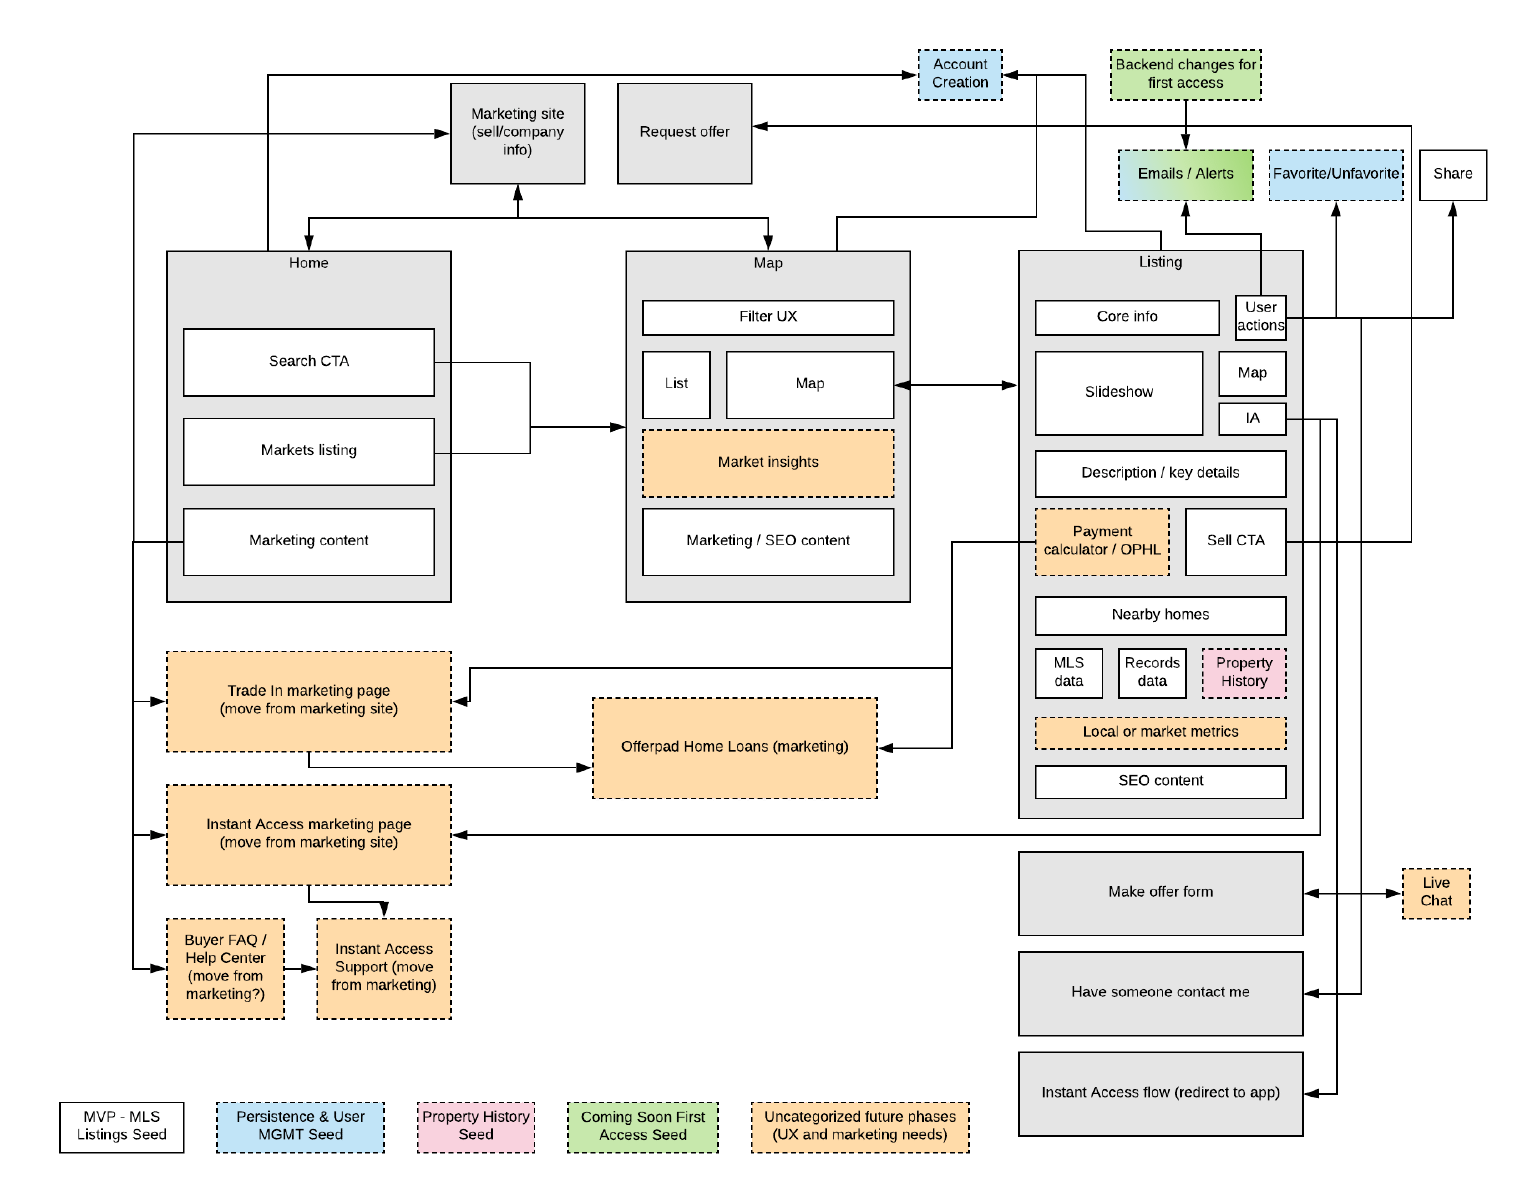 Account
Creation
Backend changes for
first access
Marketing site
(sell/company
info)
Request offer
Emails / Alerts
Favorite/Unfavorite
Share
Home
Search CTA
Markets listing
Marketing content
Map
Filter UX
List
Map
Market insights
Marketing / SEO content
Listing
Core info
User
actions
Slideshow
Map
IA
Description / key details
Payment
calculator / OPHL
Sell CTA
Nearby homes
MLS
data
Records
data
Property
History
Local or market metrics
SEO content
Trade In marketing page
(move from marketing site)
Offerpad Home Loans (marketing)
Instant Access marketing page
(move from marketing site)
Buyer FAQ /
Help Center
(move from
marketing?)
Instant Access
Support (move
from marketing)
Make offer form
Live
Chat
Have someone contact me
Instant Access flow (redirect to app)
MVP - MLS
Listings Seed
Persistence & User
MGMT Seed
Property History
Seed
Coming Soon First
Access Seed
Uncategorized future phases
(UX and marketing needs)